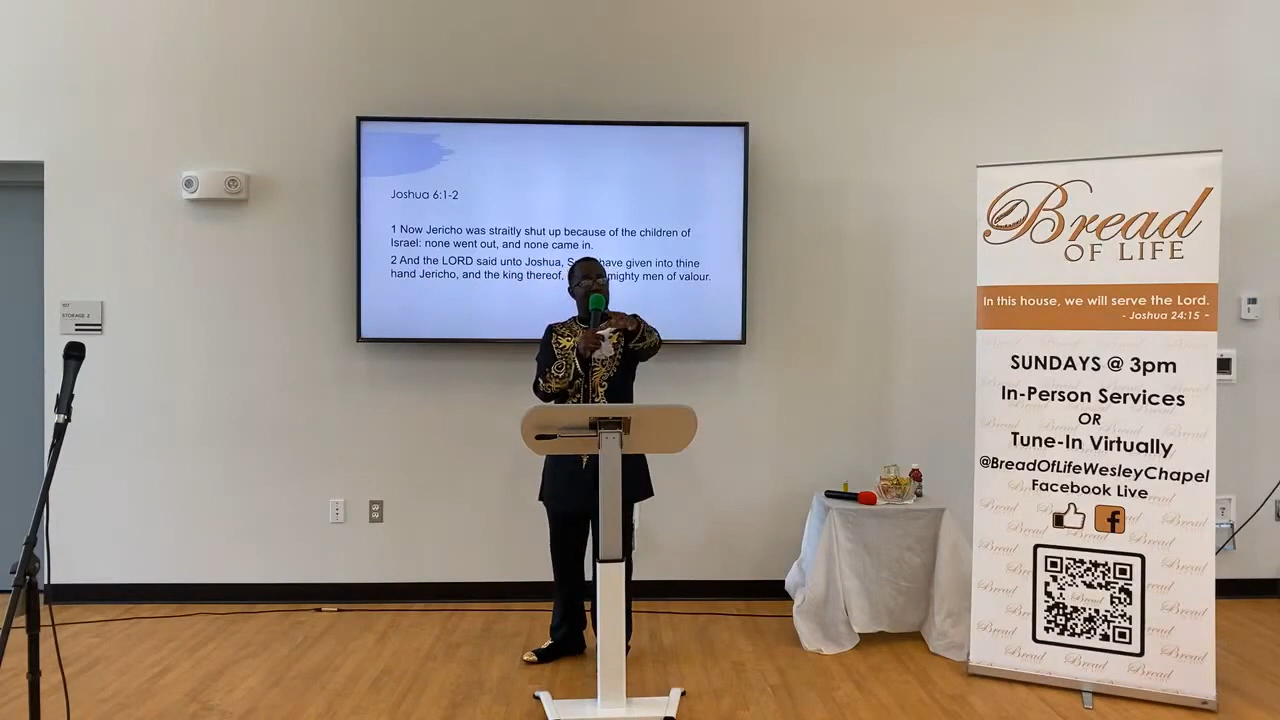 Joshua 6:1-2
1 Now Jericho was straitly shut up because of the children of
Israel: none went out, and none came in.
2 And the LORD said unto Joshua, have given into thine
hand Jericho, and the king thereof, mighty men of valour.
107
STORAGE 2
Bread
OF LIFE
In this house, we will serve the Lord.
- Joshua 24:15 -
SUNDAYS @ 3pm
In-Person Services
OR
Tune-In Virtually
@BreadOfLifeWesleyChapel
Facebook Live
f
Bread